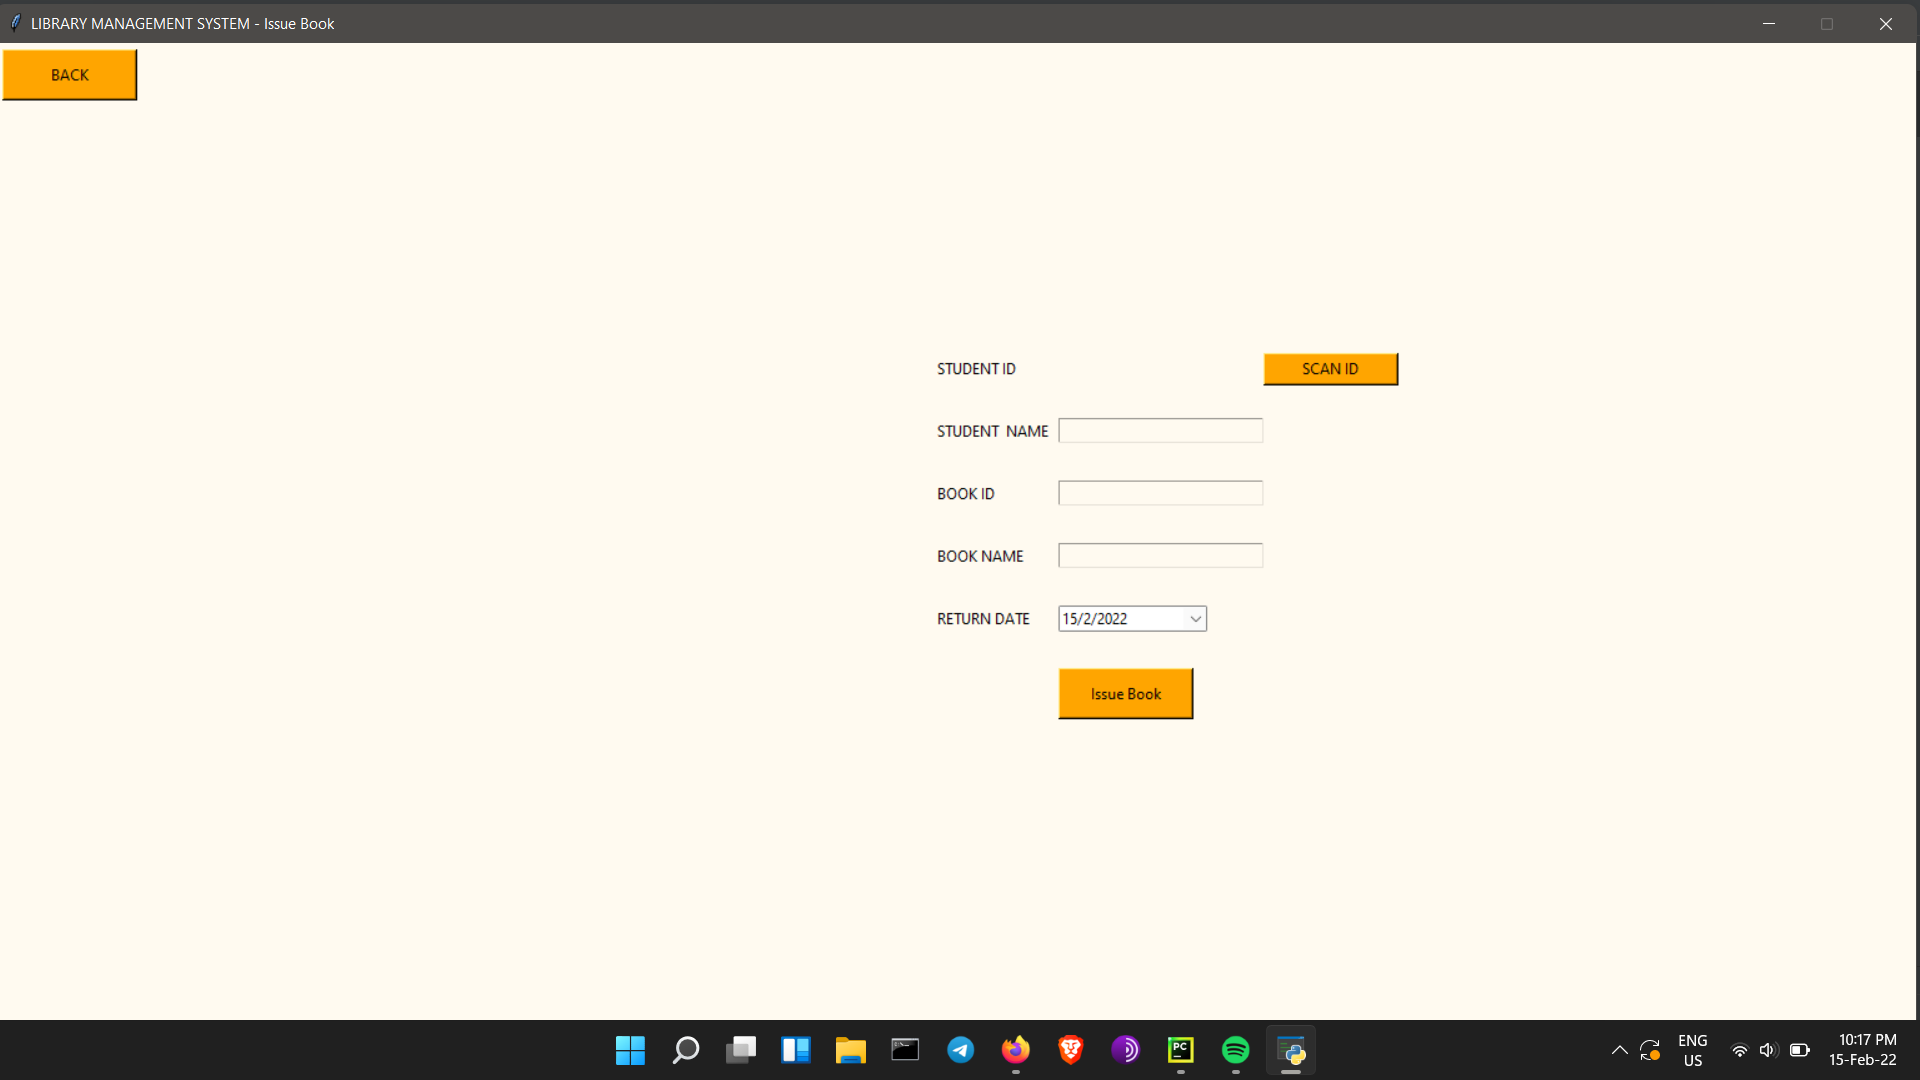 LIBRARY MANAGEMENT SYSTEM - Issue Book
BACK
STUDENT ID
SCAN ID
STUDENT  NAME
BOOK ID
BOOK NAME
RETURN DATE
15/2/2022
Issue Book
PC
ENG
US
10:17 PM
15-Feb-22